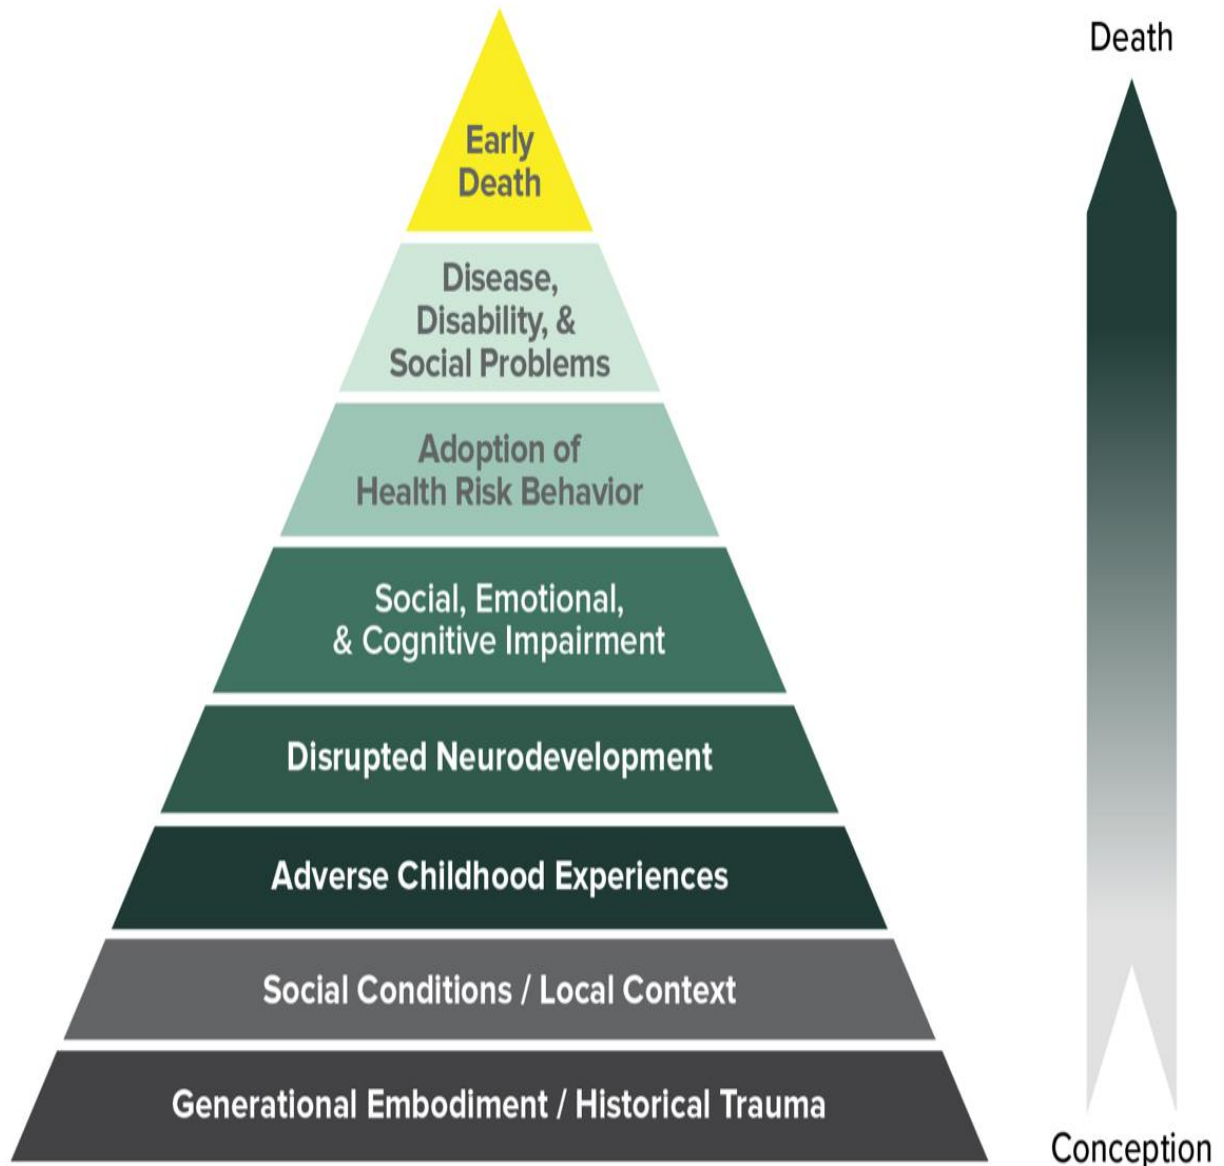 Death
Early
Death
Disease,
Disability, &
Social Problems
Adoption of
Health Risk Behavior
Social, Emotional,
& Cognitive Impairment
Disrupted Neurodevelopment
Adverse Childhood Experiences
Social Conditions / Local Context
Generational Embodiment / Historical Trauma
Conception